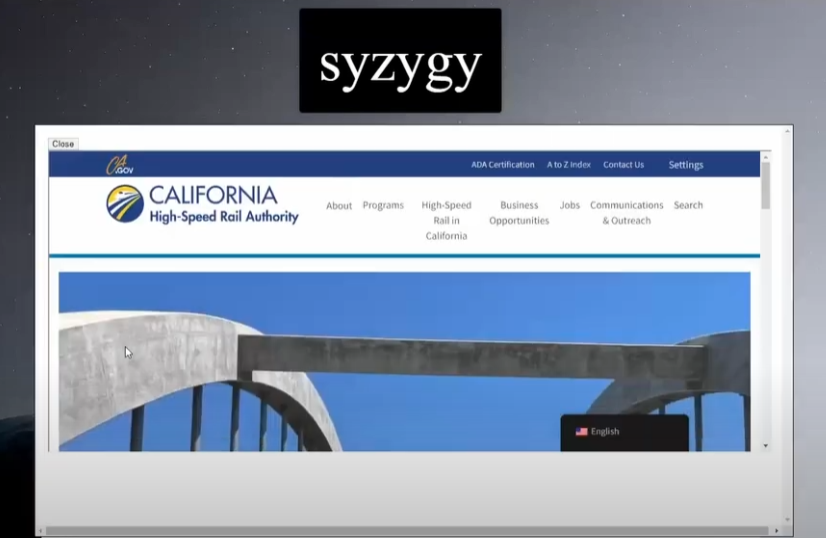 syzygy
Close
CA.GOV
ADA Certification A to Z Index Contact Us Settings
CALIFORNIA
High-Speed Rail Authority
About Programs High-Speed Rail in California Business Opportunities Jobs Communications & Outreach Search
English